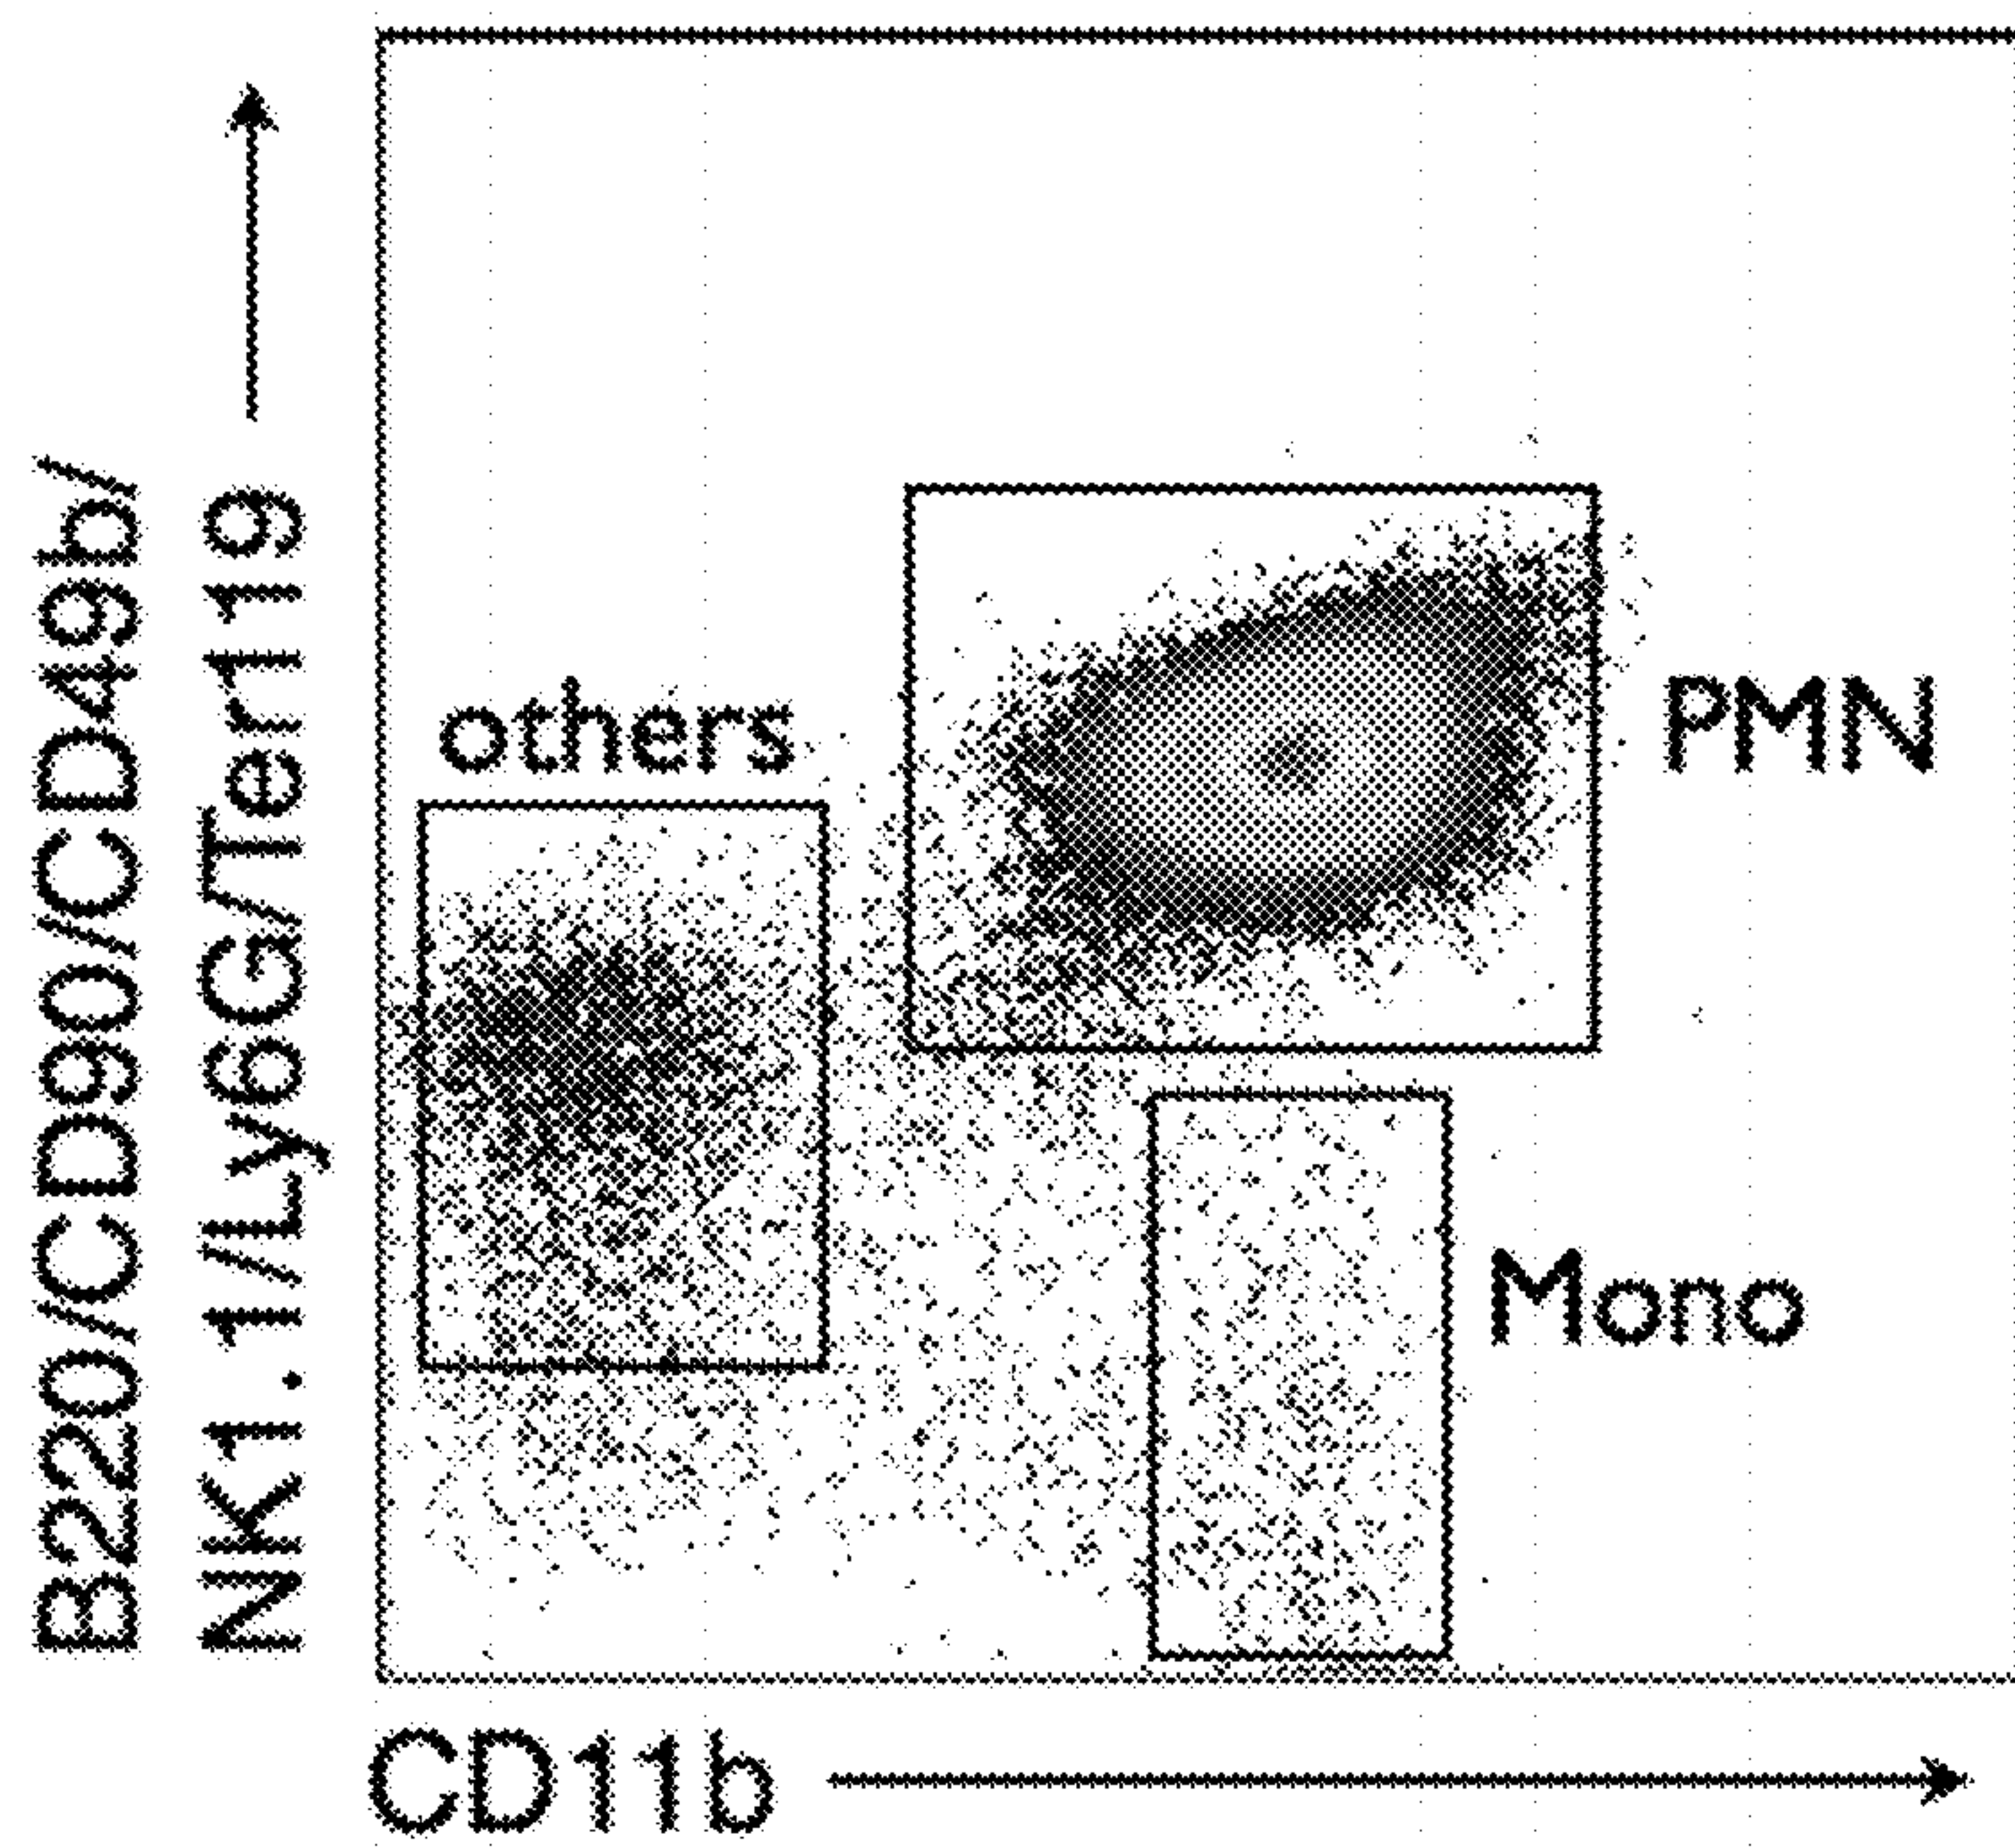 B220/CD90/CD49b/
NK1.1/Ly6G/Ter119
others
PMN
Mono
CD11b